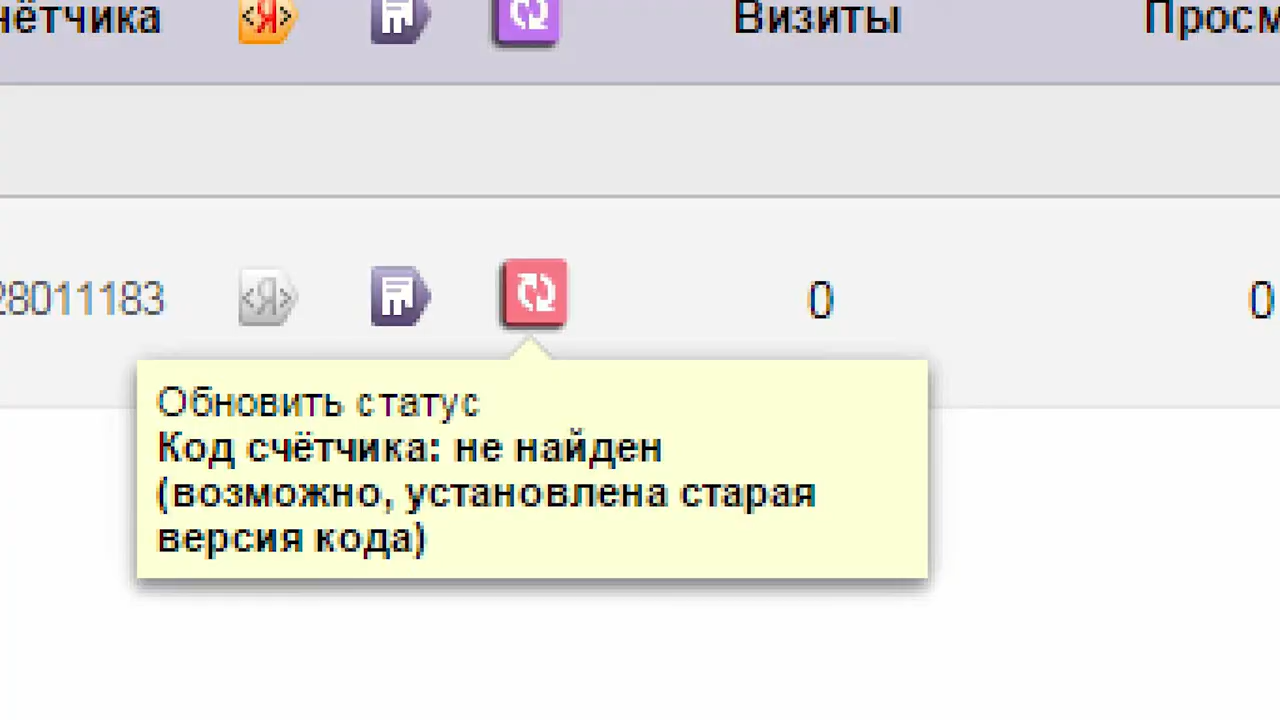 чётчика <Я> Визиты Просм
28011183 <Я> 0 0
Обновить статус
Код счётчика: не найден
(возможно, установлена старая
версия кода)